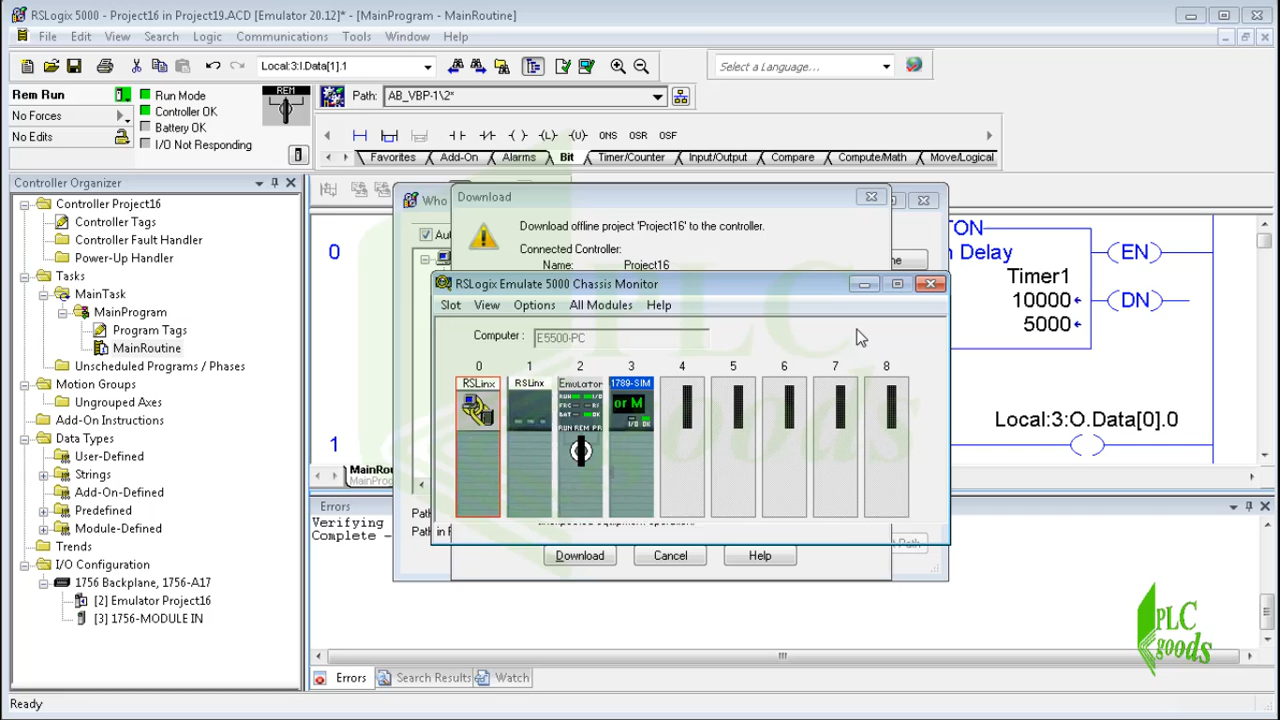 RSLogix 5000 - Project16 in Project19.ACD [Emulator 20.12]* - [MainProgram - MainRoutine]
File Edit View Search Logic Communications Tools Window Help
Local:3:I.Data[1].1
Select a Language...
Rem Run
Run Mode
No Forces
Controller OK
Battery OK
No Edits
I/O Not Responding
REM
Path: AB_VBP-1\2*
(L) (U) ONS OSR OSF
Favorites Add-On Alarms Bit Timer/Counter Input/Output Compare Compute/Math Move/Logical
Controller Organizer
Controller Project16
Controller Tags
Controller Fault Handler
Power-Up Handler
Tasks
MainTask
MainProgram
Program Tags
MainRoutine
Unscheduled Programs / Phases
Motion Groups
Ungrouped Axes
Add-On Instructions
Data Types
User-Defined
Strings
Add-On-Defined
Predefined
Module-Defined
Trends
I/O Configuration
1756 Backplane, 1756-A17
[2] Emulator Project16
[3] 1756-MODULE IN
Who
Download
Download offline project 'Project16' to the controller.
Connected Controller:
Name: Project16
RSLogix Emulate 5000 Chassis Monitor
Slot View Options All Modules Help
Computer : E5500-PC
0 1 2 3 4 5 6 7 8
RSLinx RSLinx Emulator 1789-SIM
or M
RUN REM PR
Download Cancel Help
0
Timer1
10000
5000
(EN)
(DN)
Local:3:O.Data[0].0
1
MainRou
Errors
Verifying
Complete -
Errors Search Results Watch
Ready
PLC
goods